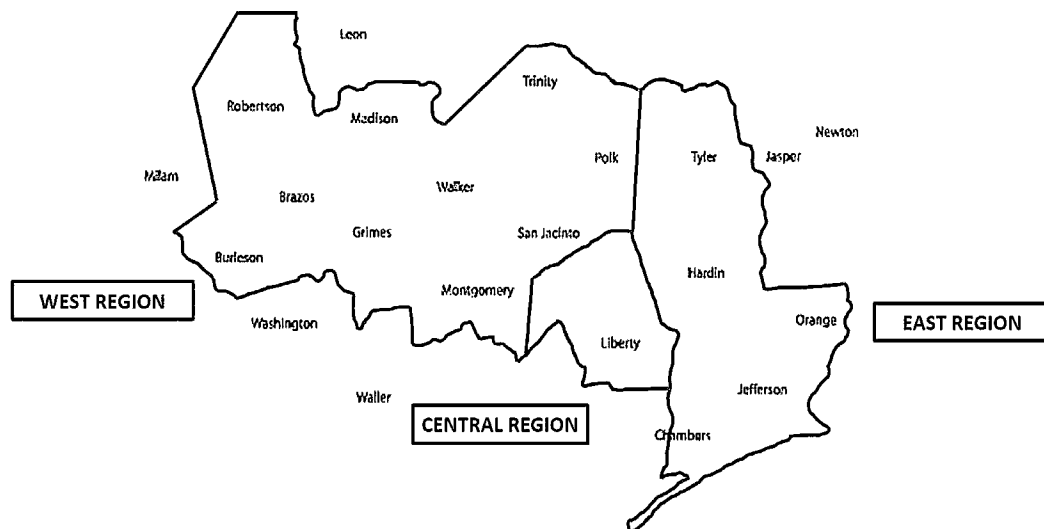 Leon
Trinity
Robertson
Madison
Newton
Polk
Tyler
Jasper
Milam
Walker
Brazos
Grimes
San Jacinto
Burleson
Hardin
Montgomery
WEST REGION
Washington
Orange
EAST REGION
Liberty
Jefferson
Waller
CENTRAL REGION
Chambers